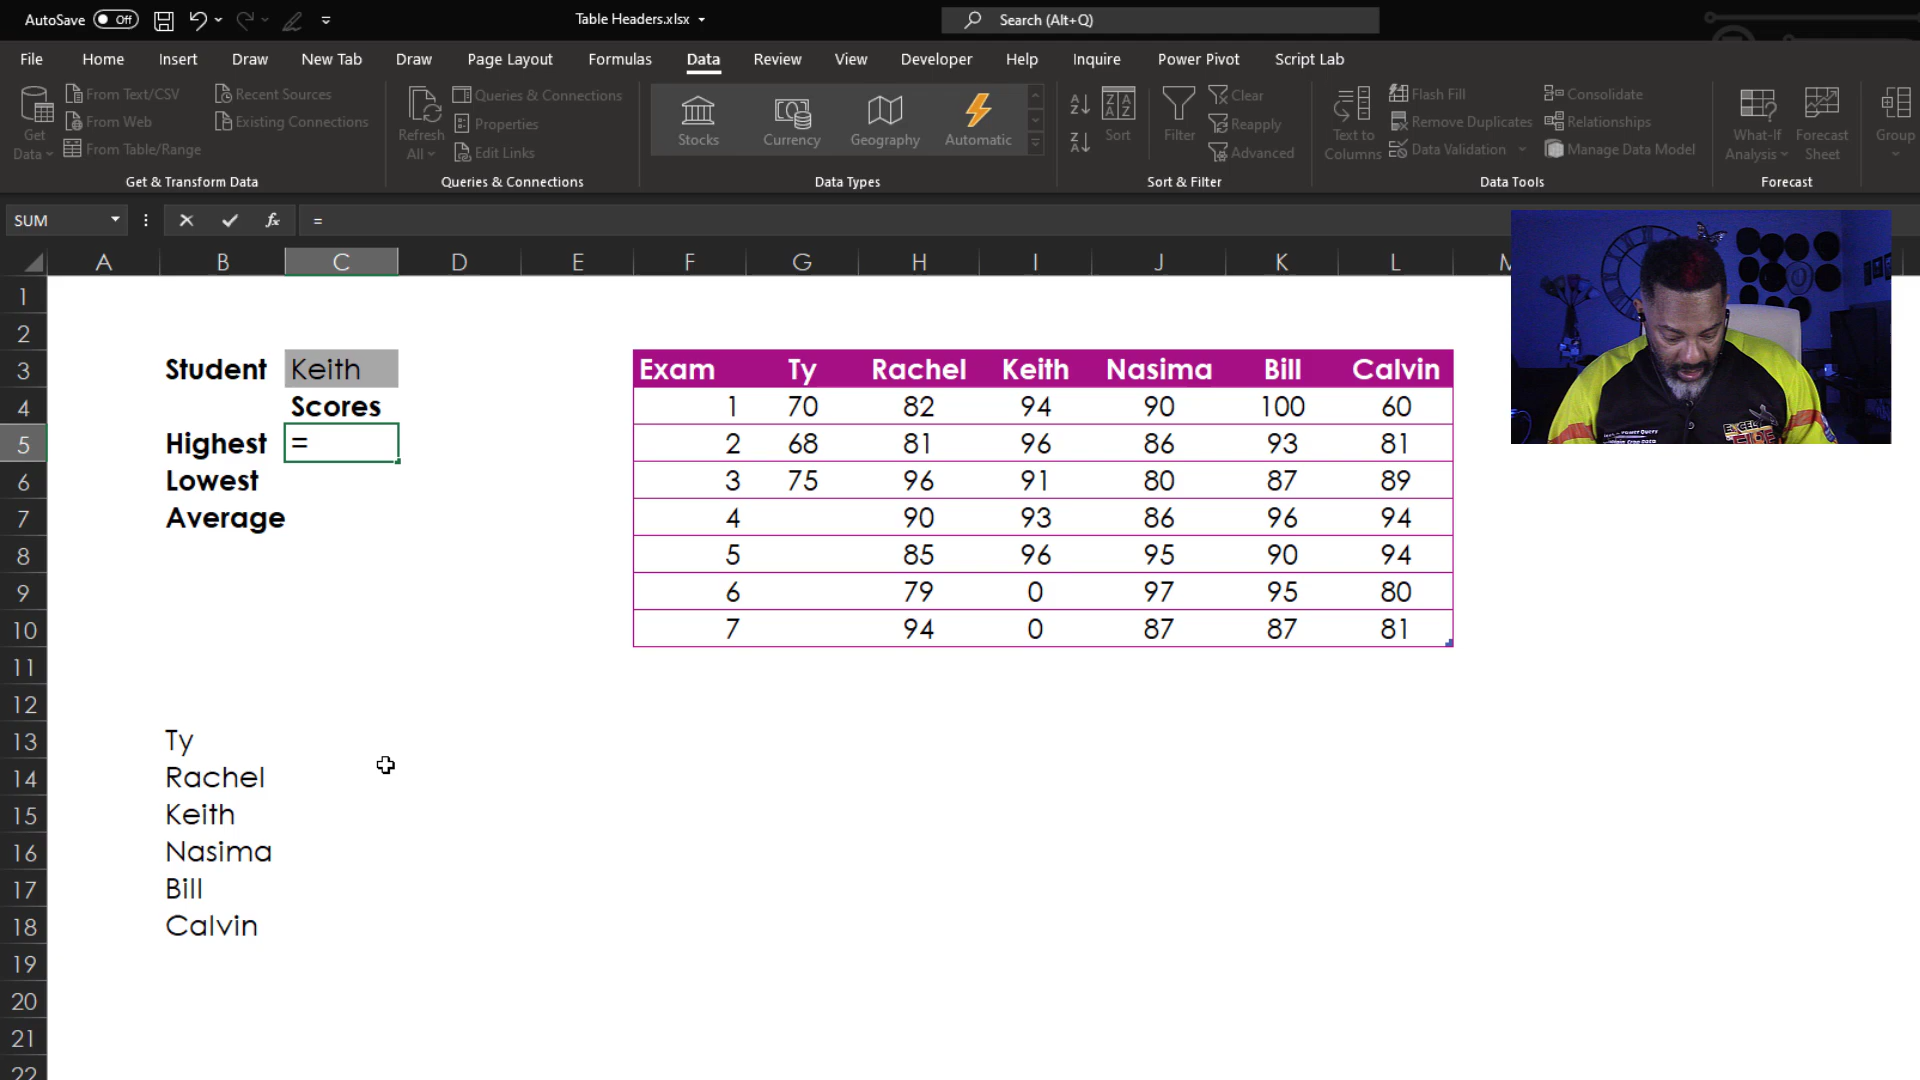 AutoSave Off Table Headers.xlsx Search (Alt+Q)
File Home Insert Draw New Tab Draw Page Layout Formulas Data Review View Developer Help Inquire Power Pivot Script Lab
Get Data
From Text/CSV
From Web
From Table/Range
Recent Sources
Existing Connections
Get & Transform Data
Refresh All
Queries & Connections
Properties
Edit Links
Queries & Connections
Stocks Currency Geography Automatic
Data Types
Sort
Filter
Clear
Reapply
Advanced
Sort & Filter
Text to Columns
Flash Fill
Remove Duplicates
Data Validation
Consolidate
Relationships
Manage Data Model
Data Tools
What-If Analysis
Forecast Sheet
Forecast
Group
SUM fx =
A B C D E F G H I J K L
1
2
3 Student Keith Exam Ty Rachel Keith Nasima Bill Calvin
4 Scores 1 70 82 94 90 100 60
5 Highest = 2 68 81 96 86 93 81
6 Lowest 3 75 96 91 80 87 89
7 Average 4 90 93 86 96 94
8 5 85 96 95 90 94
9 6 79 0 97 95 80
10 7 94 0 87 87 81
11
12
13 Ty
14 Rachel
15 Keith
16 Nasima
17 Bill
18 Calvin
19
20
21
22